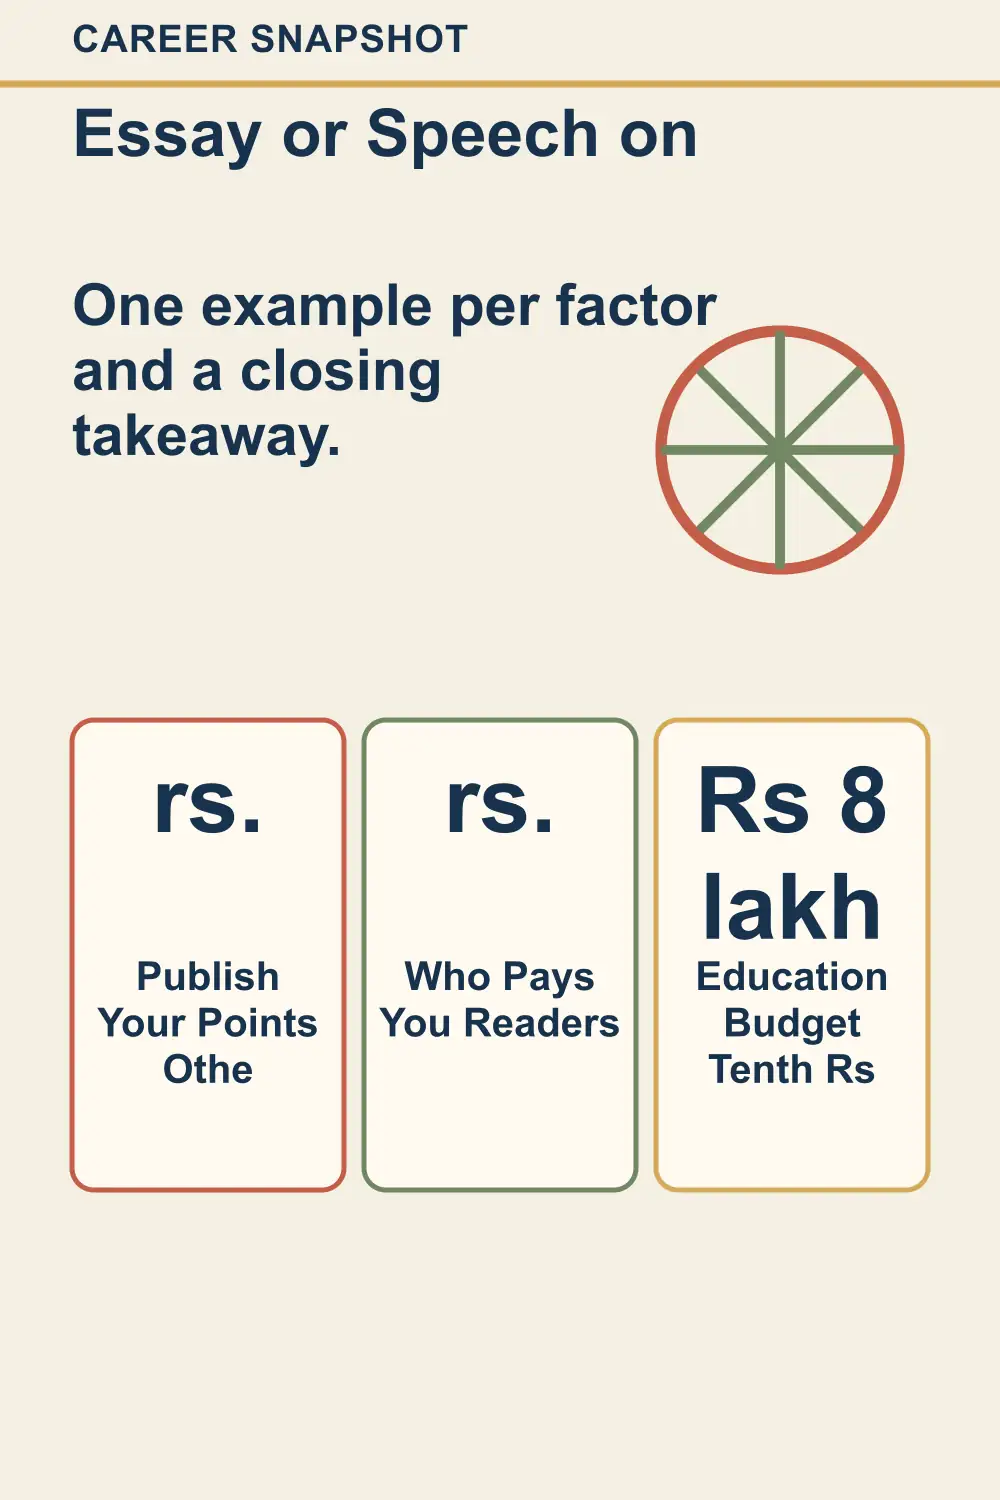 CAREER SNAPSHOT
Essay or Speech on
One example per factor
and a closing
takeaway.
rs.
Publish
Your Points
Othe
rs.
Who Pays
You Readers
Rs 8
lakh
Education
Budget
Tenth Rs